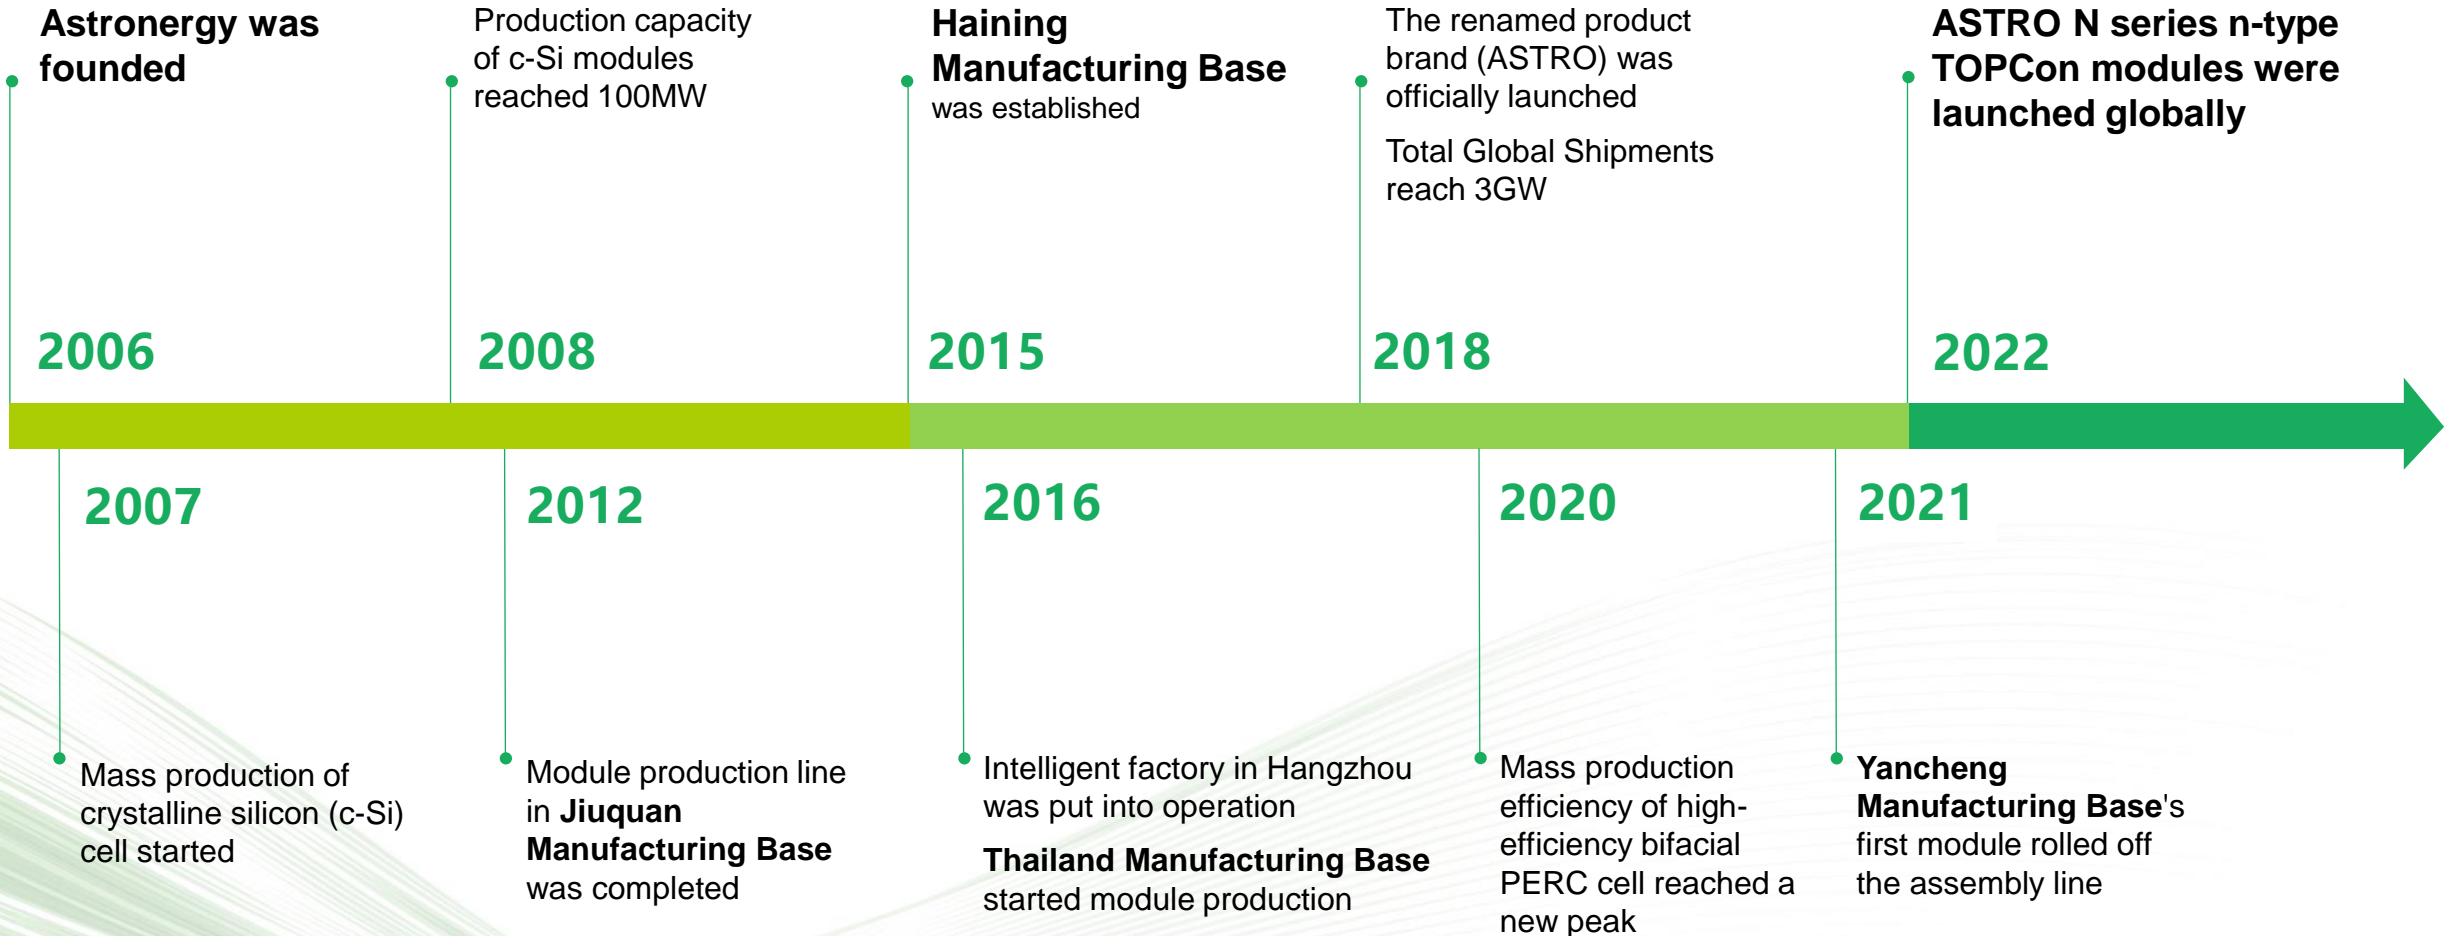 Astronergy was
founded
Production capacity
of c-Si modules
reached 100MW
Haining
Manufacturing Base
was established
The renamed product
brand (ASTRO) was
officially launched
Total Global Shipments
reach 3GW
ASTRO N series n-type
TOPCon modules were
launched globally
2006
2008
2015
2018
2022
2007
2012
2016
2020
2021
Mass production of
crystalline silicon (c-Si)
cell started
Module production line
in Jiuquan
Manufacturing Base
was completed
Intelligent factory in Hangzhou
was put into operation
Thailand Manufacturing Base
started module production
Mass production
efficiency of high-
efficiency bifacial
PERC cell reached a
new peak
Yancheng
Manufacturing Base's
first module rolled off
the assembly line